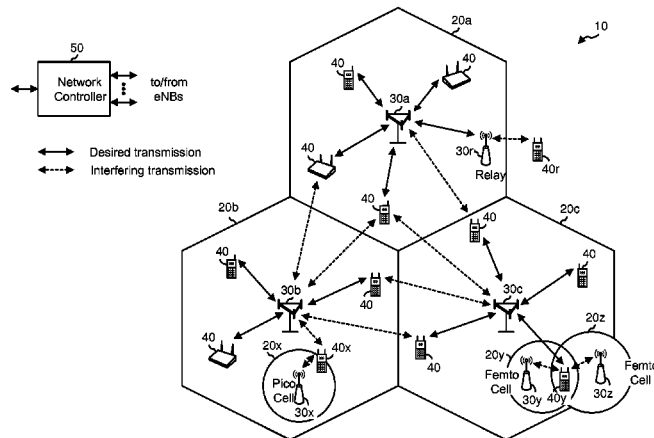 50
20a
10
Network
Controller
to/from
eNBs
40
40
30a
Desired transmission
Interfering transmission
40
30r
Relay
40r
20b
40
40
20c
40
30b
40
30c
40
40
20x
40x
40
20z
20y
Pico
Cell
30x
Femto
Cell
30y
40y
30z
Femto
Cell